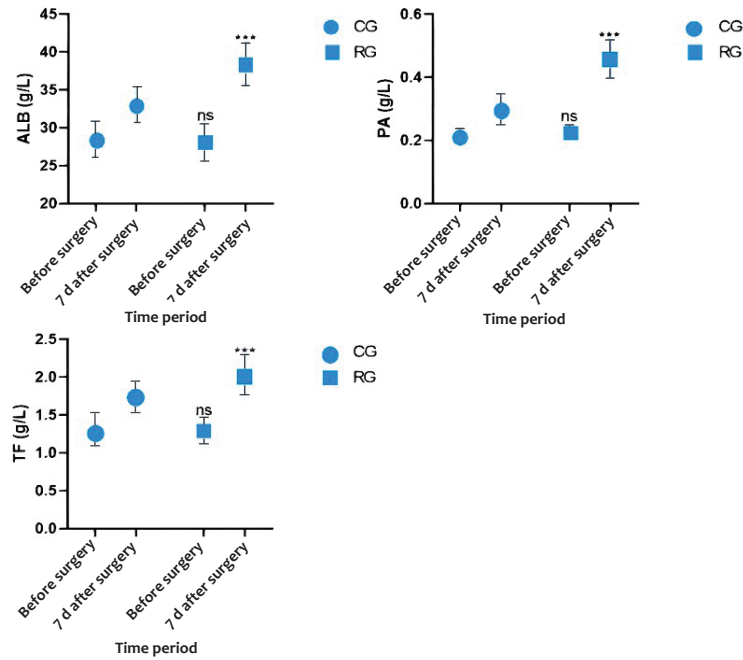 45
40
35
30
25
20
ALB (g/L)
ns
***
CG
RG
Before surgery
7 d after surgery
Before surgery
7 d after surgery
Time period
0.6
0.4
0.2
0.0
PA (g/L)
ns
***
CG
RG
Before surgery
7 d after surgery
Before surgery
7 d after surgery
Time period
2.5
2.0
1.5
1.0
0.5
0.0
TF (g/L)
ns
***
CG
RG
Before surgery
7 d after surgery
Before surgery
7 d after surgery
Time period